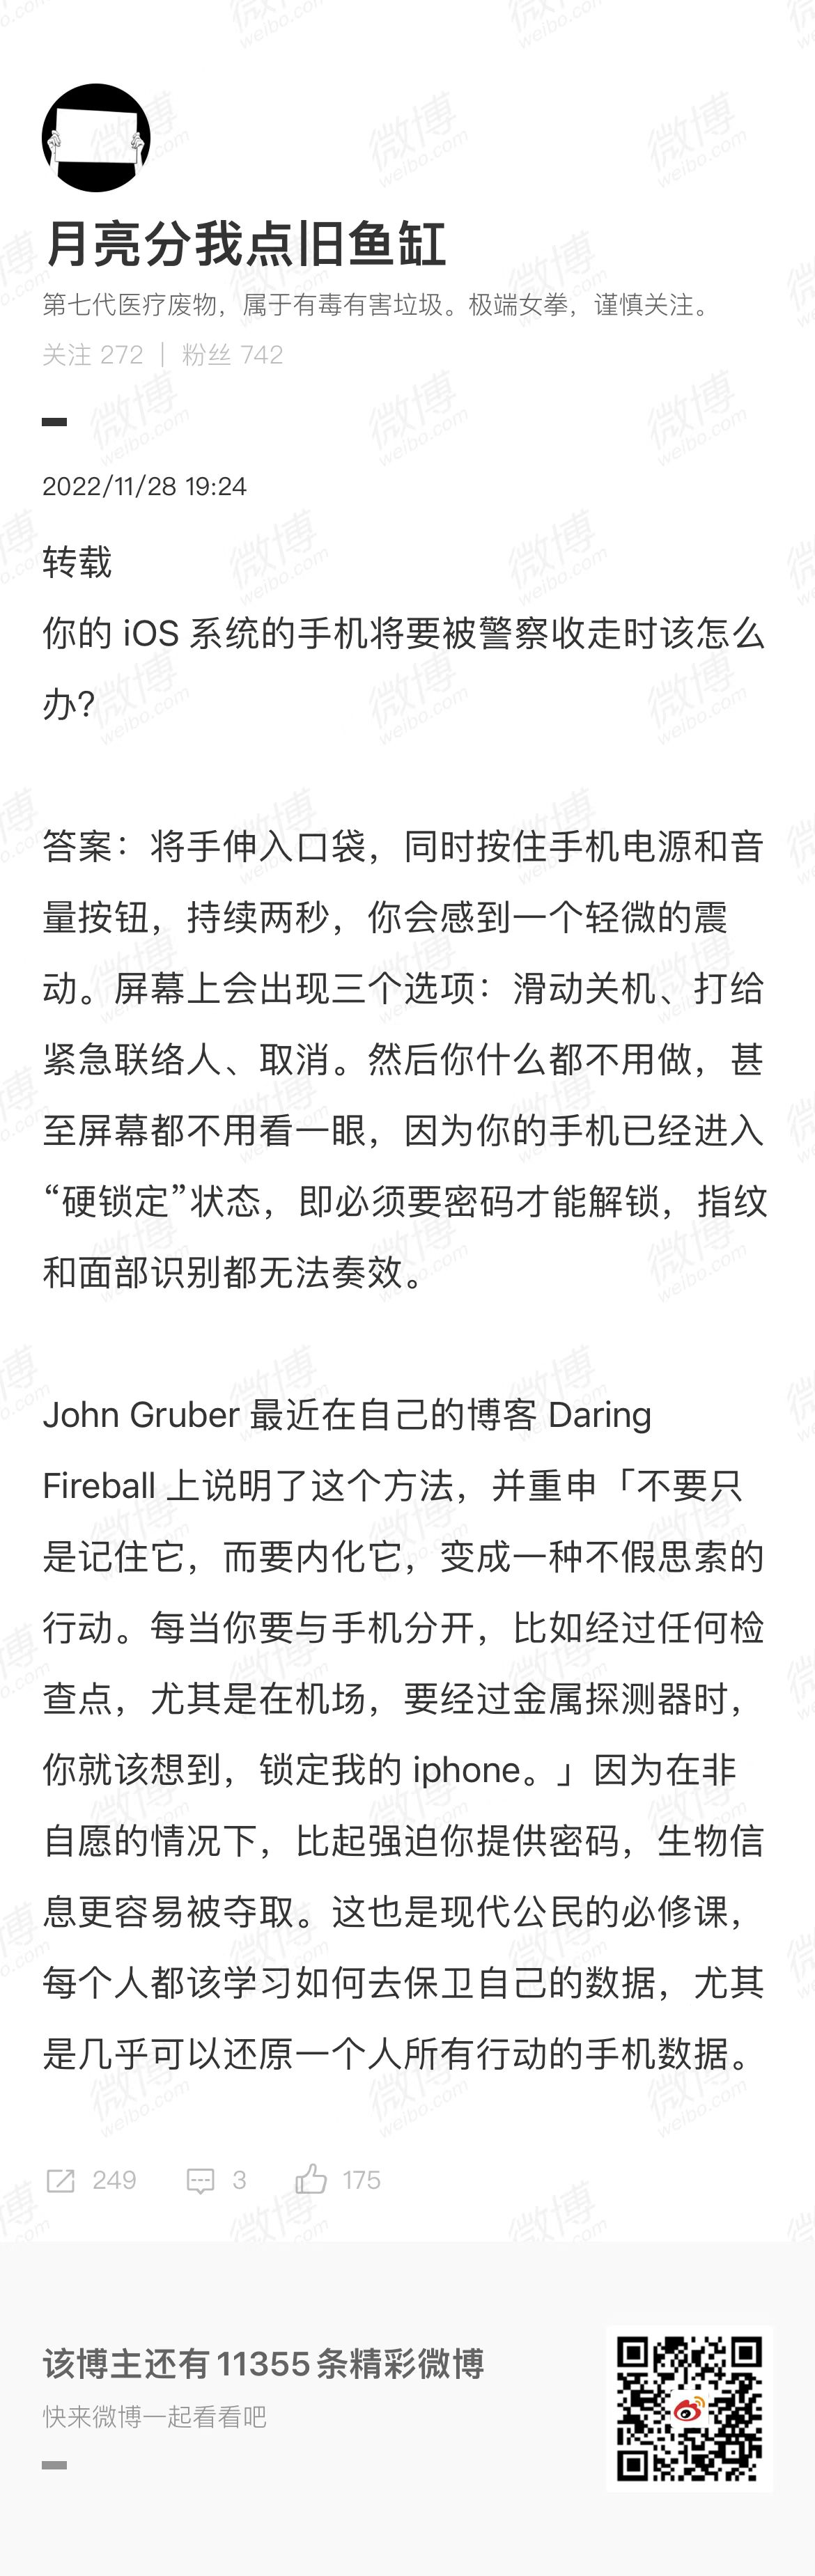 月亮分我点旧鱼缸
第七代医疗废物，属于有毒有害垃圾。极端女拳，谨慎关注。
关注 272 | 粉丝 742
2022/11/28 19:24
转载
你的 iOS 系统的手机将要被警察收走时该怎么
办?
答案：将手伸入口袋，同时按住手机电源和音
量按钮，持续两秒，你会感到一个轻微的震
动。屏幕上会出现三个选项：滑动关机、打给
紧急联络人、取消。然后你什么都不用做，甚
至屏幕都不用看一眼，因为你的手机已经进入
“硬锁定”状态，即必须要密码才能解锁，指纹
和面部识别都无法奏效。
John Gruber 最近在自己的博客 Daring
Fireball 上说明了这个方法，并重申「不要只
是记住它，而要内化它，变成一种不假思索的
行动。每当你要与手机分开，比如经过任何检
查点，尤其是在机场，要经过金属探测器时，
你就该想到，锁定我的 iphone。」因为在非
自愿的情况下，比起强迫你提供密码，生物信
息更容易被夺取。这也是现代公民的必修课，
每个人都该学习如何去保卫自己的数据，尤其
是几乎可以还原一个人所有行动的手机数据。
249 3 175
该博主还有 11355 条精彩微博
快来微博一起看看吧
微博
weibo.com